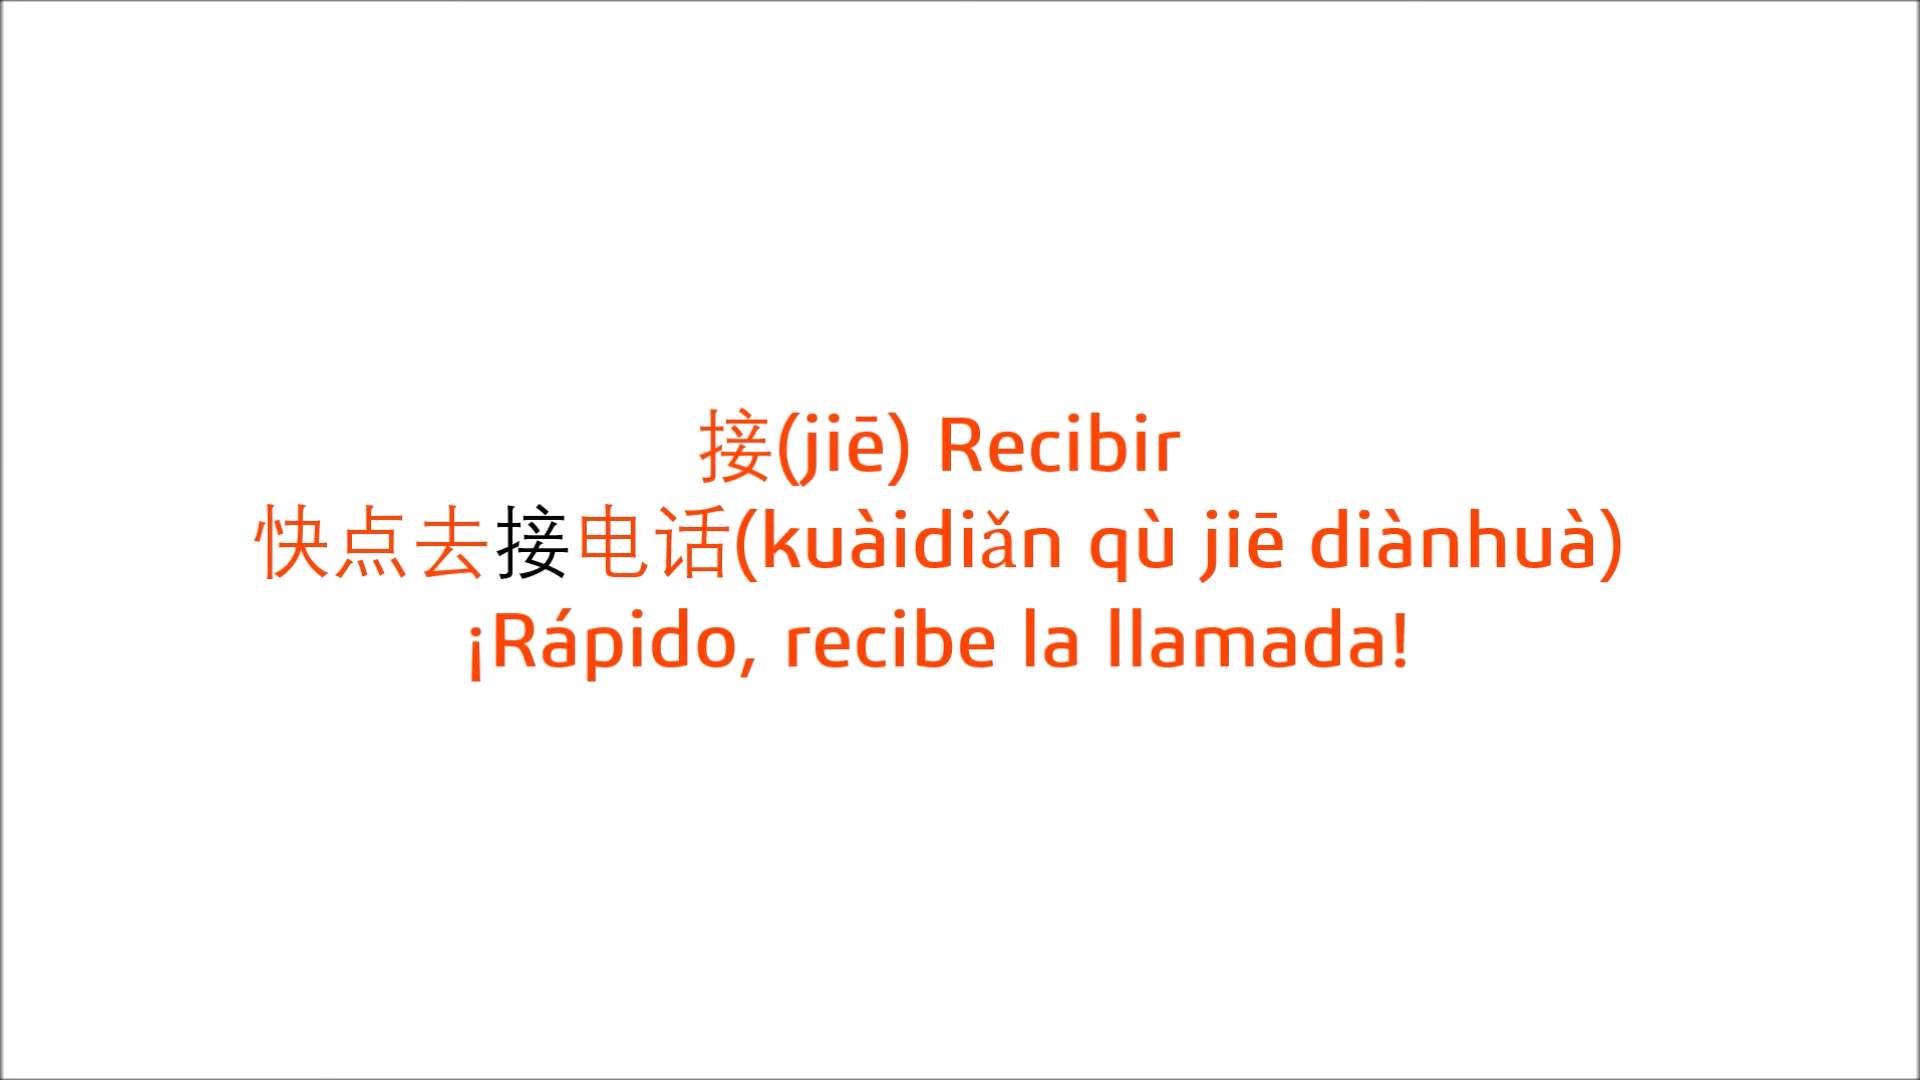 接(jiē) Recibir
快点去接电话(kuàidiǎn qù jiē diànhuà)
¡Rápido, recibe la llamada!